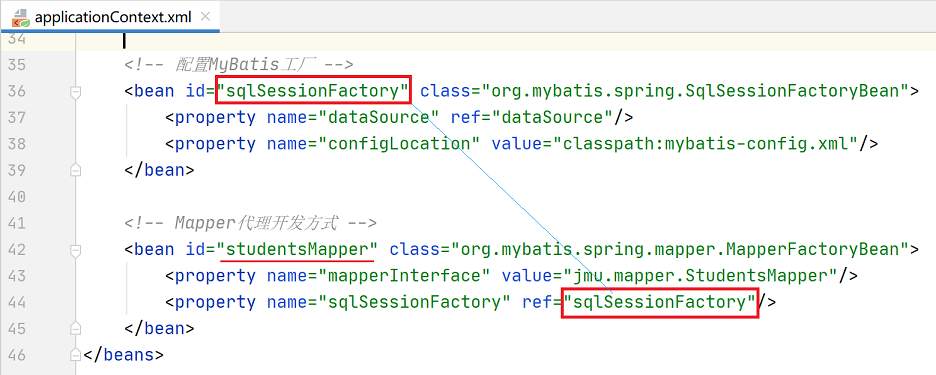 applicationContext.xml
34
35 <!-- 配置MyBatis工厂 -->
36 <bean id="sqlSessionFactory" class="org.mybatis.spring.SqlSessionFactoryBean">
37 <property name="dataSource" ref="dataSource"/>
38 <property name="configLocation" value="classpath:mybatis-config.xml"/>
39 </bean>
40
41 <!-- Mapper代理开发方式 -->
42 <bean id="studentsMapper" class="org.mybatis.spring.mapper.MapperFactoryBean">
43 <property name="mapperInterface" value="jmu.mapper.StudentsMapper"/>
44 <property name="sqlSessionFactory" ref="sqlSessionFactory"/>
45 </bean>
46 </beans>